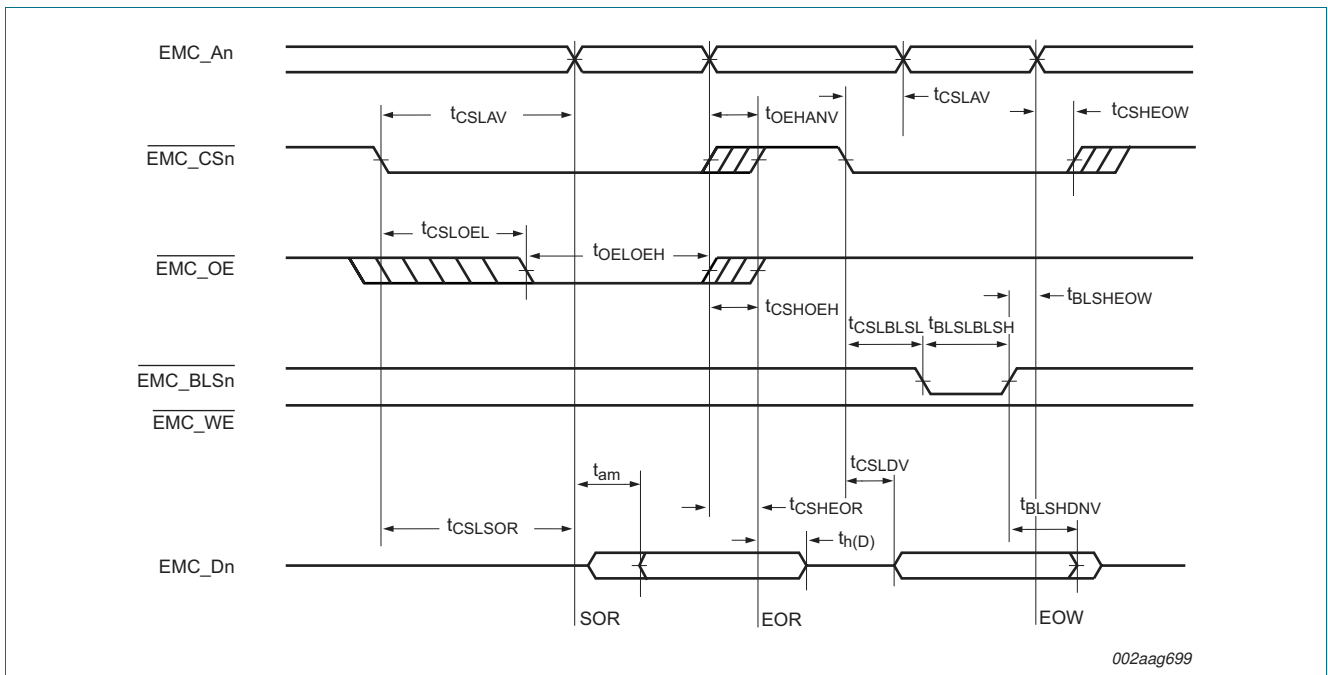 EMC_An
tCSLAV
tOEHANV
tCSLAV
tCSHEOW
EMC_CSn
tCSLOEL
tOELOEH
EMC_OE
tCSHOEH
tBLSHEOW
tCSLBLSL
tBLSLBLSH
EMC_BLSn
EMC_WE
tam
tCSLDV
tCSLSOR
tCSHEOR
tBLSHDNV
th(D)
EMC_Dn
SOR
EOR
EOW
002aag699